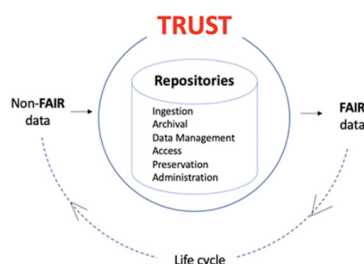 TRUST
Repositories
Ingestion
Archival
Data Management
Access
Preservation
Administration
Non-FAIR
data
FAIR
data
Life cycle